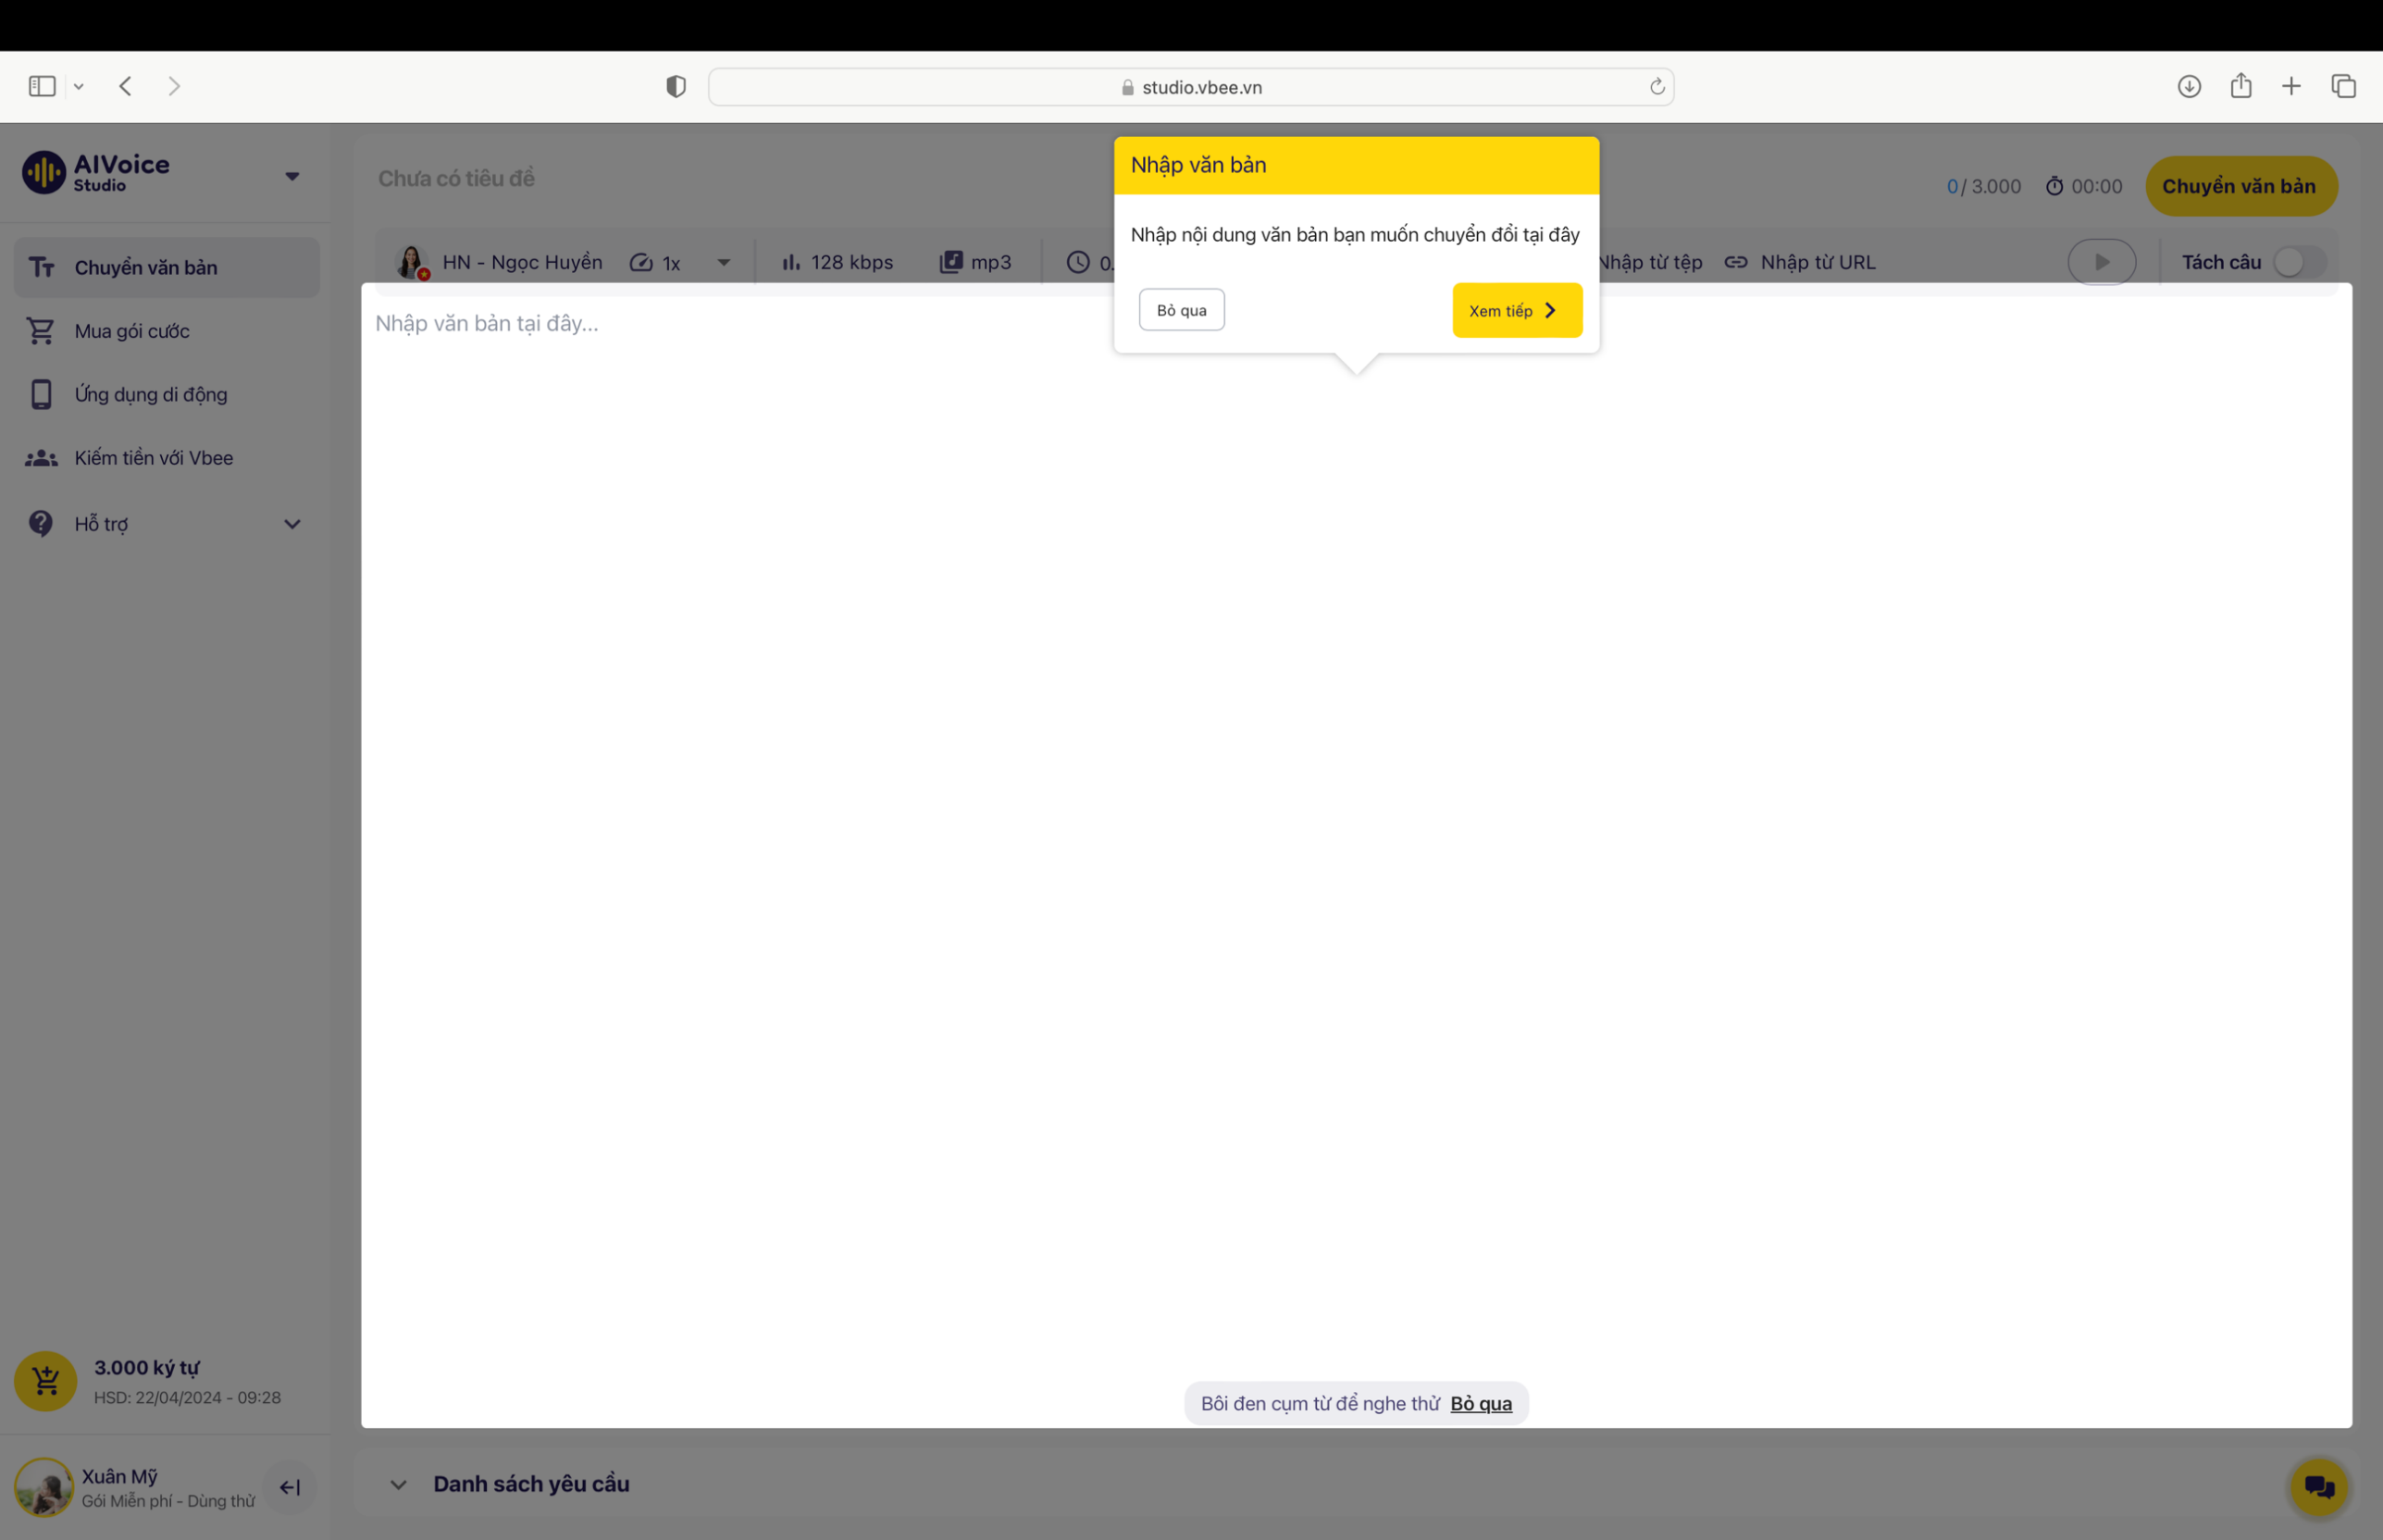 studio.vbee.vn
AIVoice
Studio
Chuyển văn bản
Mua gói cước
Ứng dụng di động
Kiếm tiền với Vbee
Hỗ trợ
3.000 ký tự
HSD: 22/04/2024 - 09:28
Xuân Mỹ
Gói Miễn phí - Dùng thử
Chưa có tiêu đề
0/ 3.000 00:00 Chuyển văn bản
HN - Ngọc Huyền 1x 128 kbps mp3 0. Nhập từ tệp Nhập từ URL Tách câu
Nhập văn bản
Nhập nội dung văn bản bạn muốn chuyển đổi tại đây
Bỏ qua Xem tiếp
Nhập văn bản tại đây...
Bôi đen cụm từ để nghe thử Bỏ qua
Danh sách yêu cầu